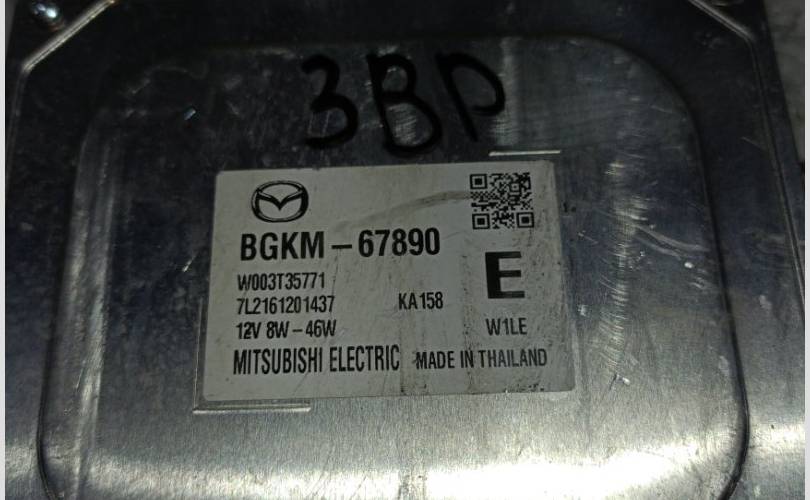 3BP
BGKM-67890
W003T35771
7L2161201437 KA158
E
12V 8W-46W W1LE
MITSUBISHI ELECTRIC MADE IN THAILAND